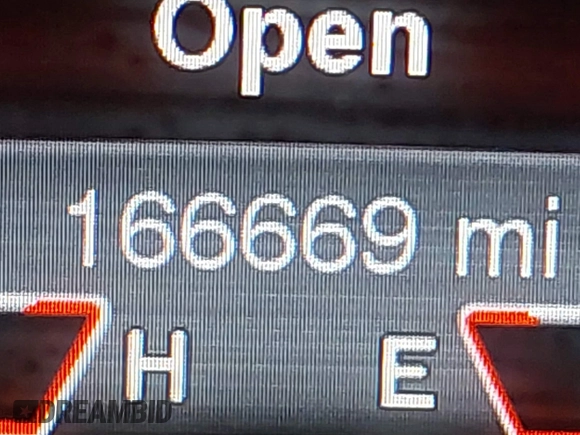 Open
166669 mi
H E
DREAMBID